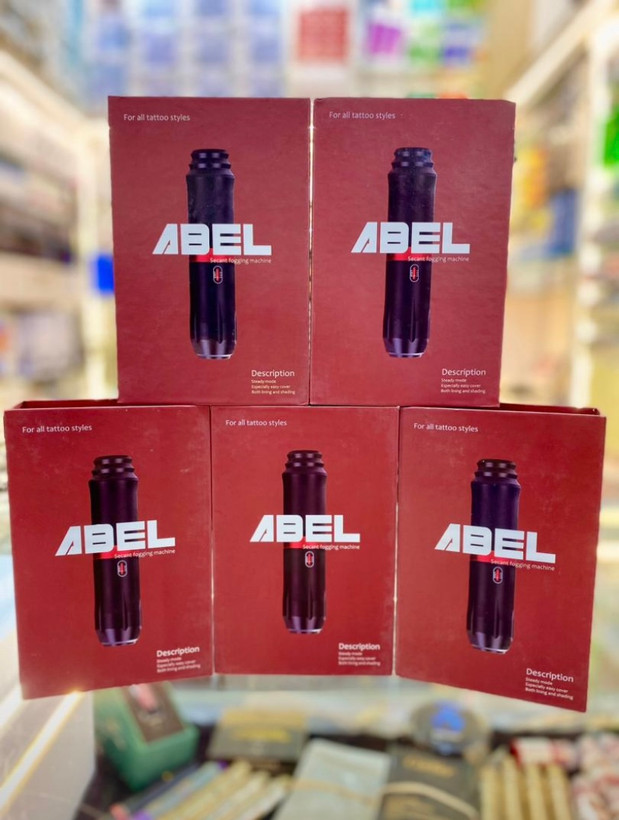 For all tattoo styles
ABEL
Secant fogging machine
Description
Steady mode
Especially easy cover
Both lining and shading
For all tattoo styles
ABEL
Secant fogging machine
Description
Steady mode
Especially easy cover
Both lining and shading
For all tattoo styles
ABEL
Secant fogging machine
Description
Steady mode
Especially easy cover
Both lining and shading
For all tattoo styles
ABEL
Secant fogging machine
Description
Steady mode
Especially easy cover
Both lining and shading
For all tattoo styles
ABEL
Secant fogging machine
Description
Steady mode
Especially easy cover
Both lining and shading